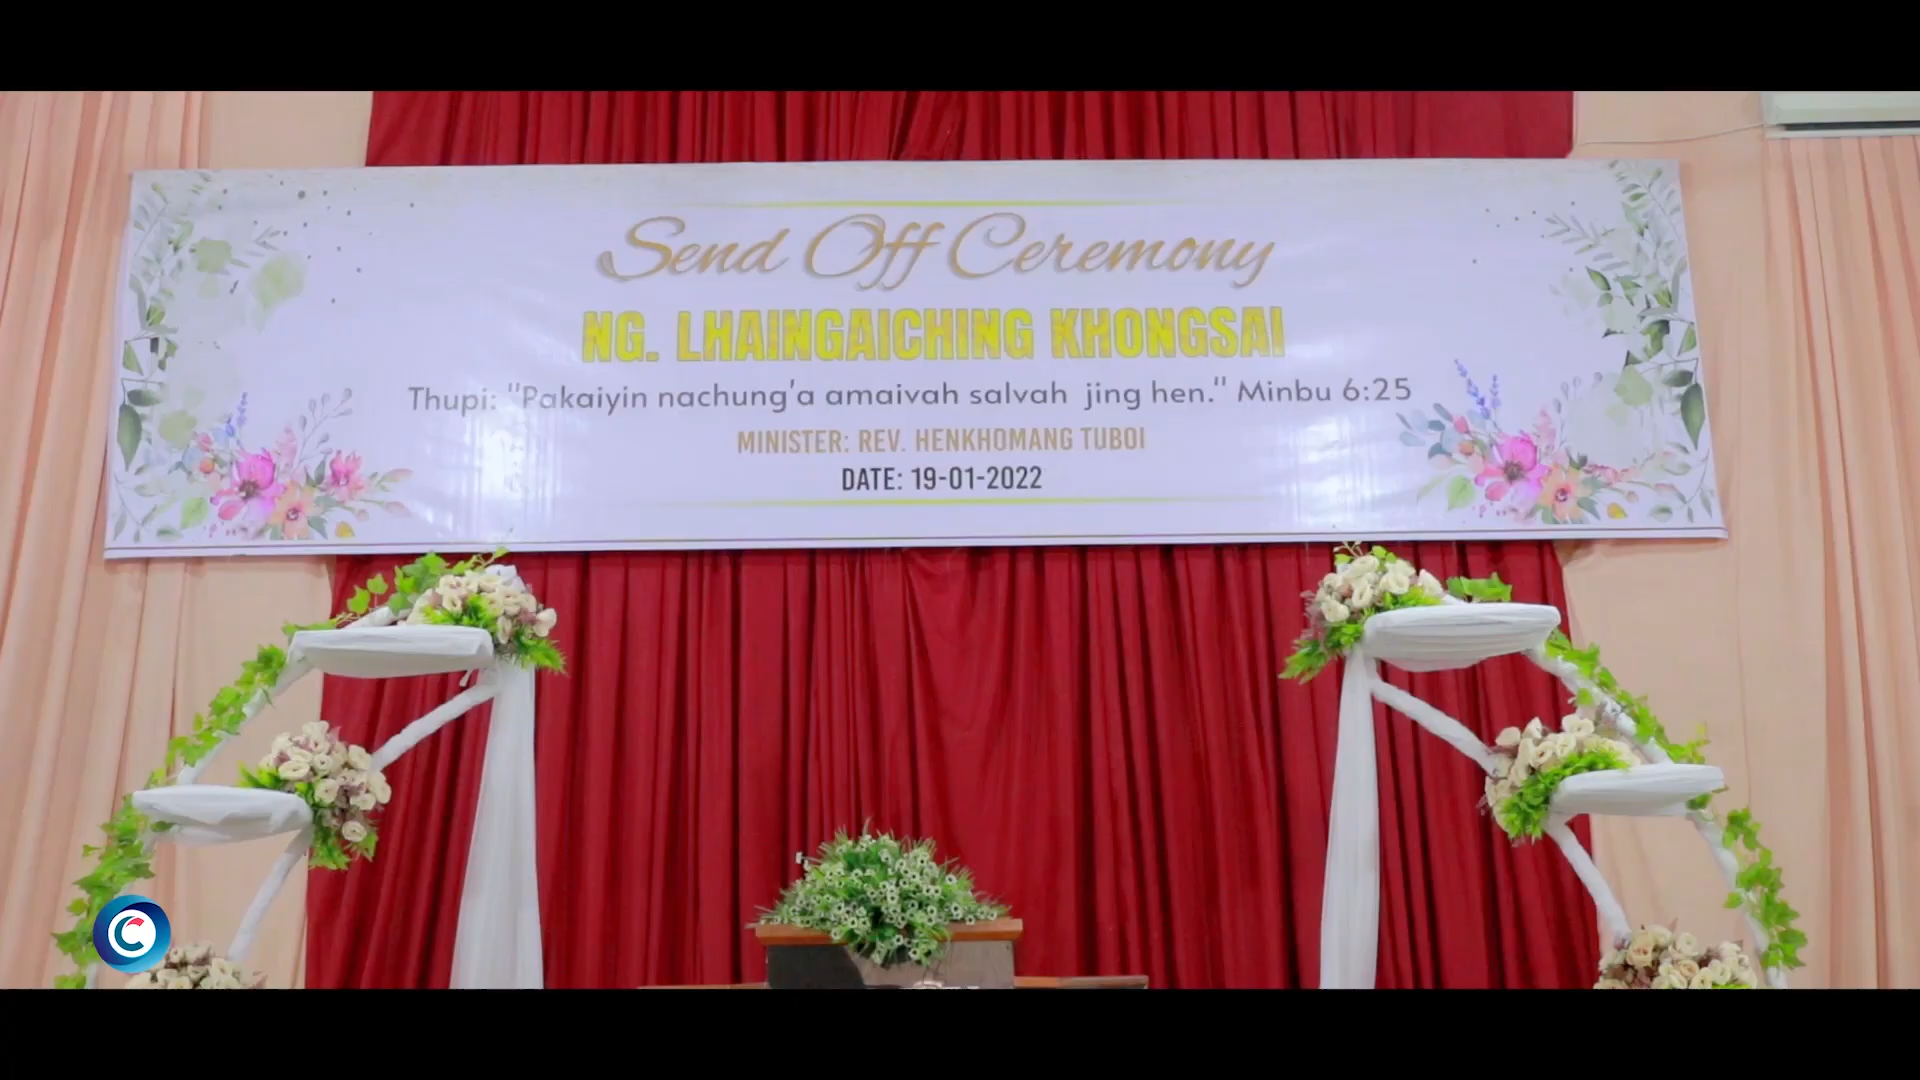 Send Off Ceremony
NG. LHAINGAICHING KHONGSAI
Thupi: "Pakaiyin nachung'a amaivah salvah jing hen." Minbu 6:25
MINISTER: REV. HENKHOMANG TUBOI
DATE: 19-01-2022